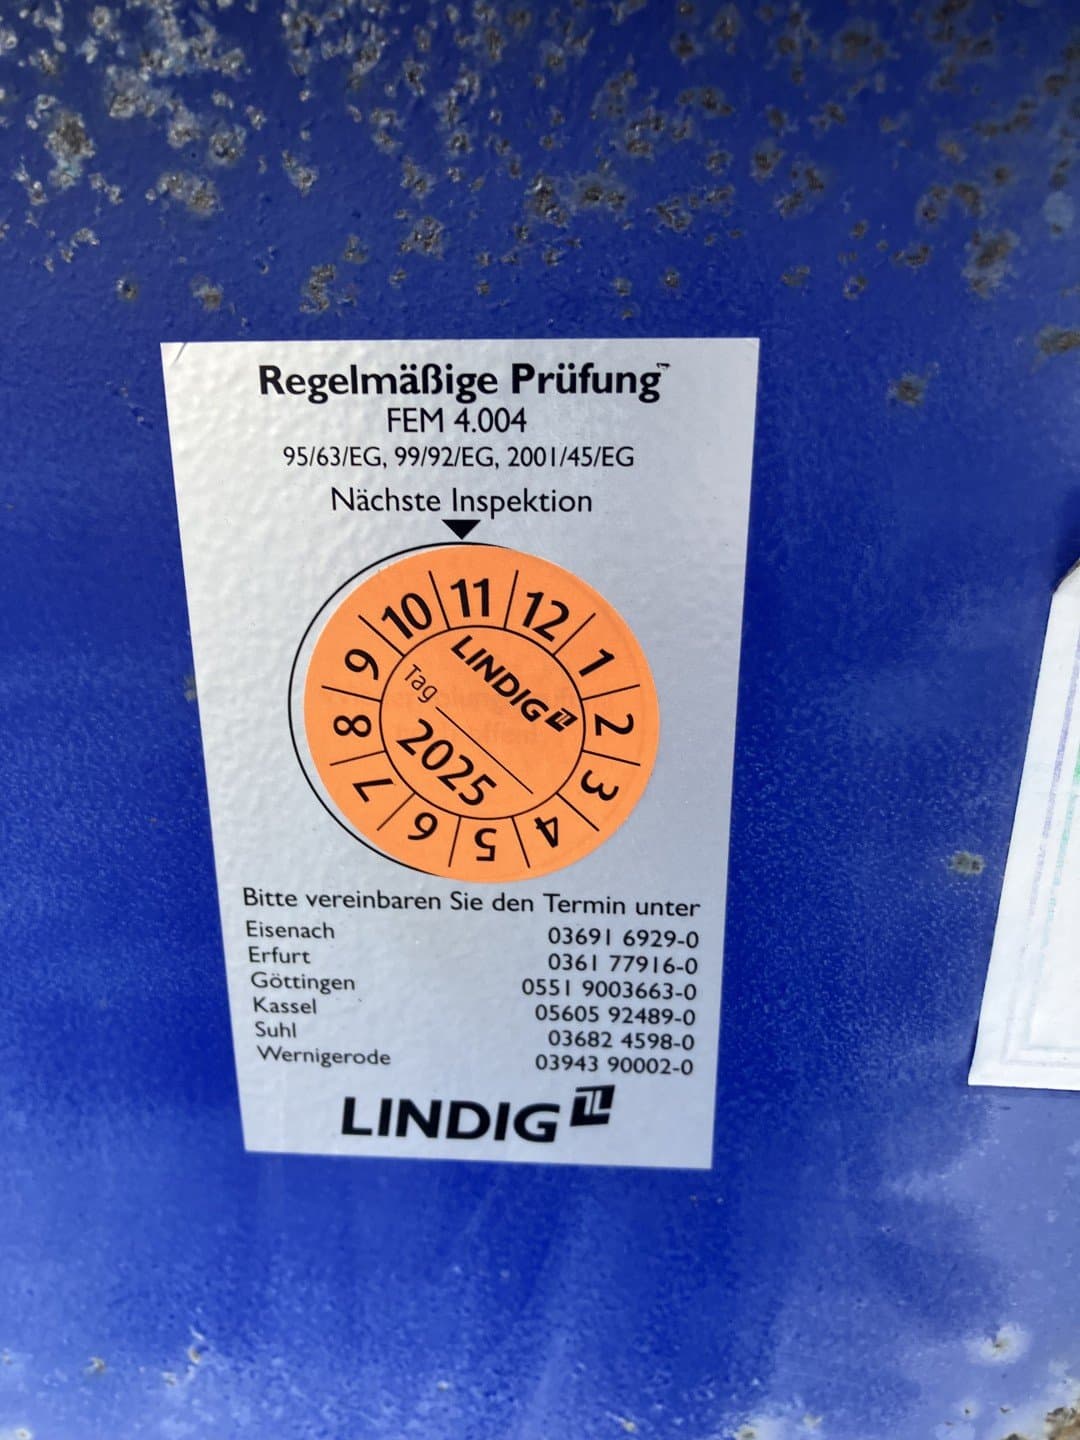 Regelmäßige Prüfung
FEM 4.004
95/63/EG, 99/92/EG, 2001/45/EG
Nächste Inspektion
1
2
3
4
5
6
7
8
9
10
11
12
LINDIG
Tag
2025
Bitte vereinbaren Sie den Termin unter
Eisenach 03691 6929-0
Erfurt 0361 77916-0
Göttingen 0551 9003663-0
Kassel 05605 92489-0
Suhl 03682 4598-0
Wernigerode 03943 90002-0
LINDIG